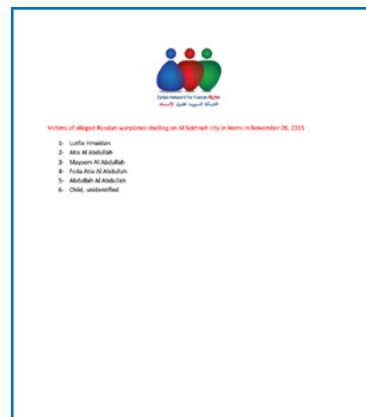 Syrian Network For Human Rights
الشبكة السورية لحقوق الإنسان
Victims of alleged Russian warplanes shelling on Al Sekhneh city in Homs in November 26, 2015
1- Lutfia Hmaidan
2- Atia Al Abdullah
3- Maysem Al Abdullah
4- Feda Atia Al Abdullah
5- Abdullah Al Abdullah
6- Child, unidentified